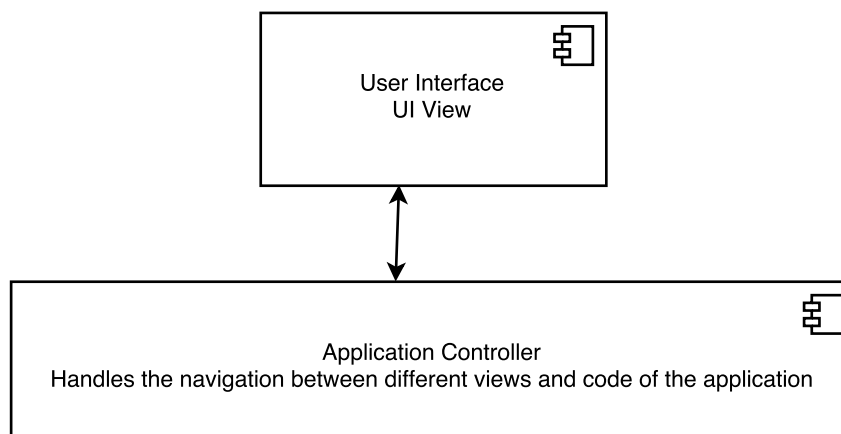 User Interface
UI View
Application Controller
Handles the navigation between different views and code of the application